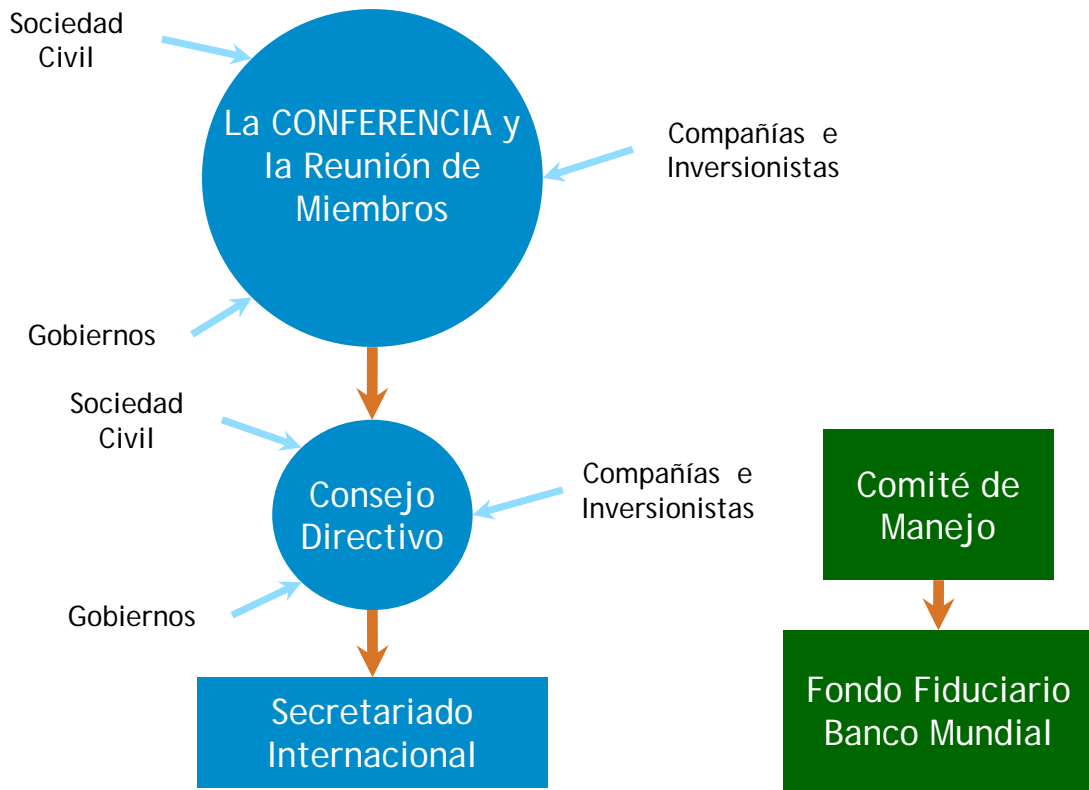 Sociedad
Civil
La CONFERENCIA y
la Reunión de
Miembros
Compañías e
Inversionistas
Gobiernos
Sociedad
Civil
Consejo
Directivo
Compañías e
Inversionistas
Gobiernos
Secretariado
Internacional
Comité de
Manejo
Fondo Fiduciario
Banco Mundial